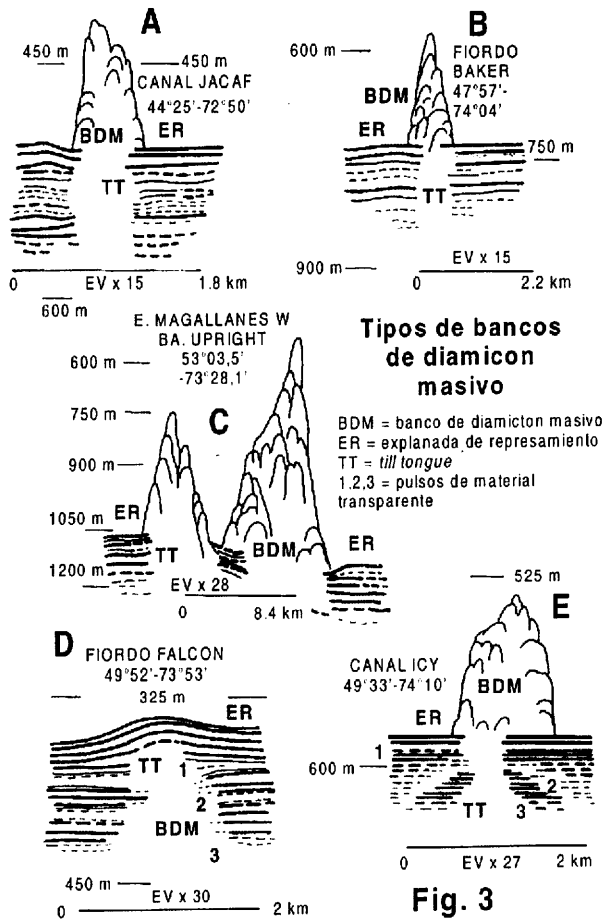 A
450 m
450 m
CANAL JACAF
44°25'-72°50'
BDM
ER
TT
0 EV x 15 1.8 km
B
600 m
FIORDO
BAKER
47°57'-
74°04'
BDM
ER
750 m
TT
900 m
0 EV x 15 2.2 km
600 m
E. MAGALLANES W
BA. UPRIGHT
53°03,5'
-73°28,1'
600 m
750 m
C
900 m
ER
1050 m
BDM
ER
TT
1200 m
EV x 28
0 8.4 km
Tipos de bancos
de diamicon
masivo
BDM = banco de diamicton masivo
ER = explanada de represamiento
TT = till tongue
1,2,3 = pulsos de material
transparente
D
FIORDO FALCON
49°52'-73°53'
325 m
ER
TT
1
2
BDM
3
450 m
EV x 30
0 2 km
525 m
E
CANAL ICY
49°33'-74°10'
BDM
ER
1
600 m
2
TT
3
0 EV x 27 2 km
Fig. 3